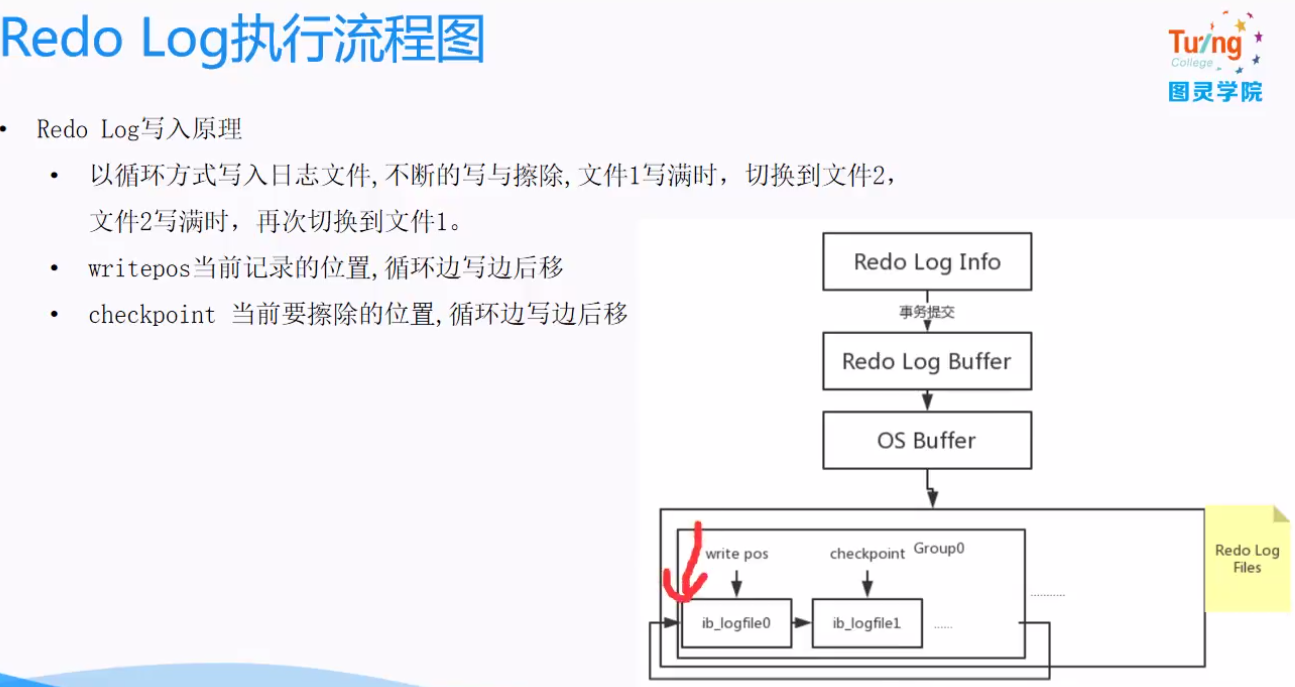 Redo Log执行流程图
Turing
College
图灵学院
• Redo Log写入原理
• 以循环方式写入日志文件,不断的写与擦除,文件1写满时，切换到文件2，
文件2写满时，再次切换到文件1。
• writepos当前记录的位置,循环边写边后移
• checkpoint 当前要擦除的位置,循环边写边后移
Redo Log Info
事务提交
Redo Log Buffer
OS Buffer
write pos
checkpoint
Group0
ib_logfile0
ib_logfile1
......
...........
Redo Log
Files